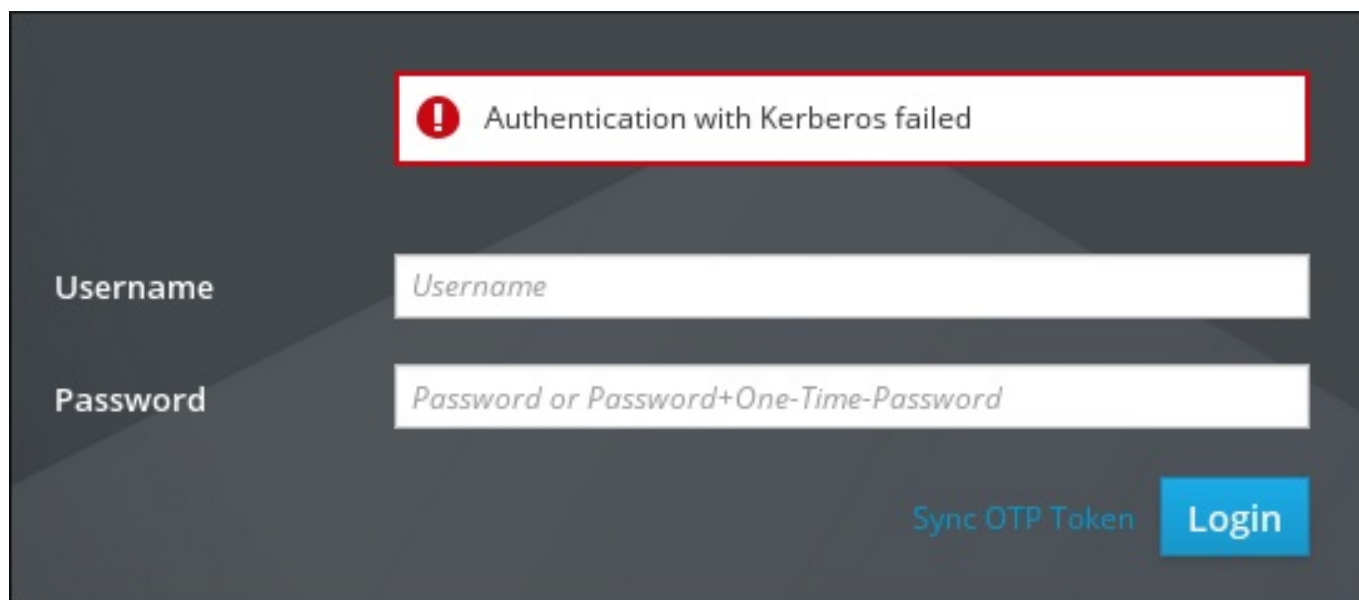 Authentication with Kerberos failed
Username
Username
Password
Password or Password+One-Time-Password
Sync OTP Token
Login